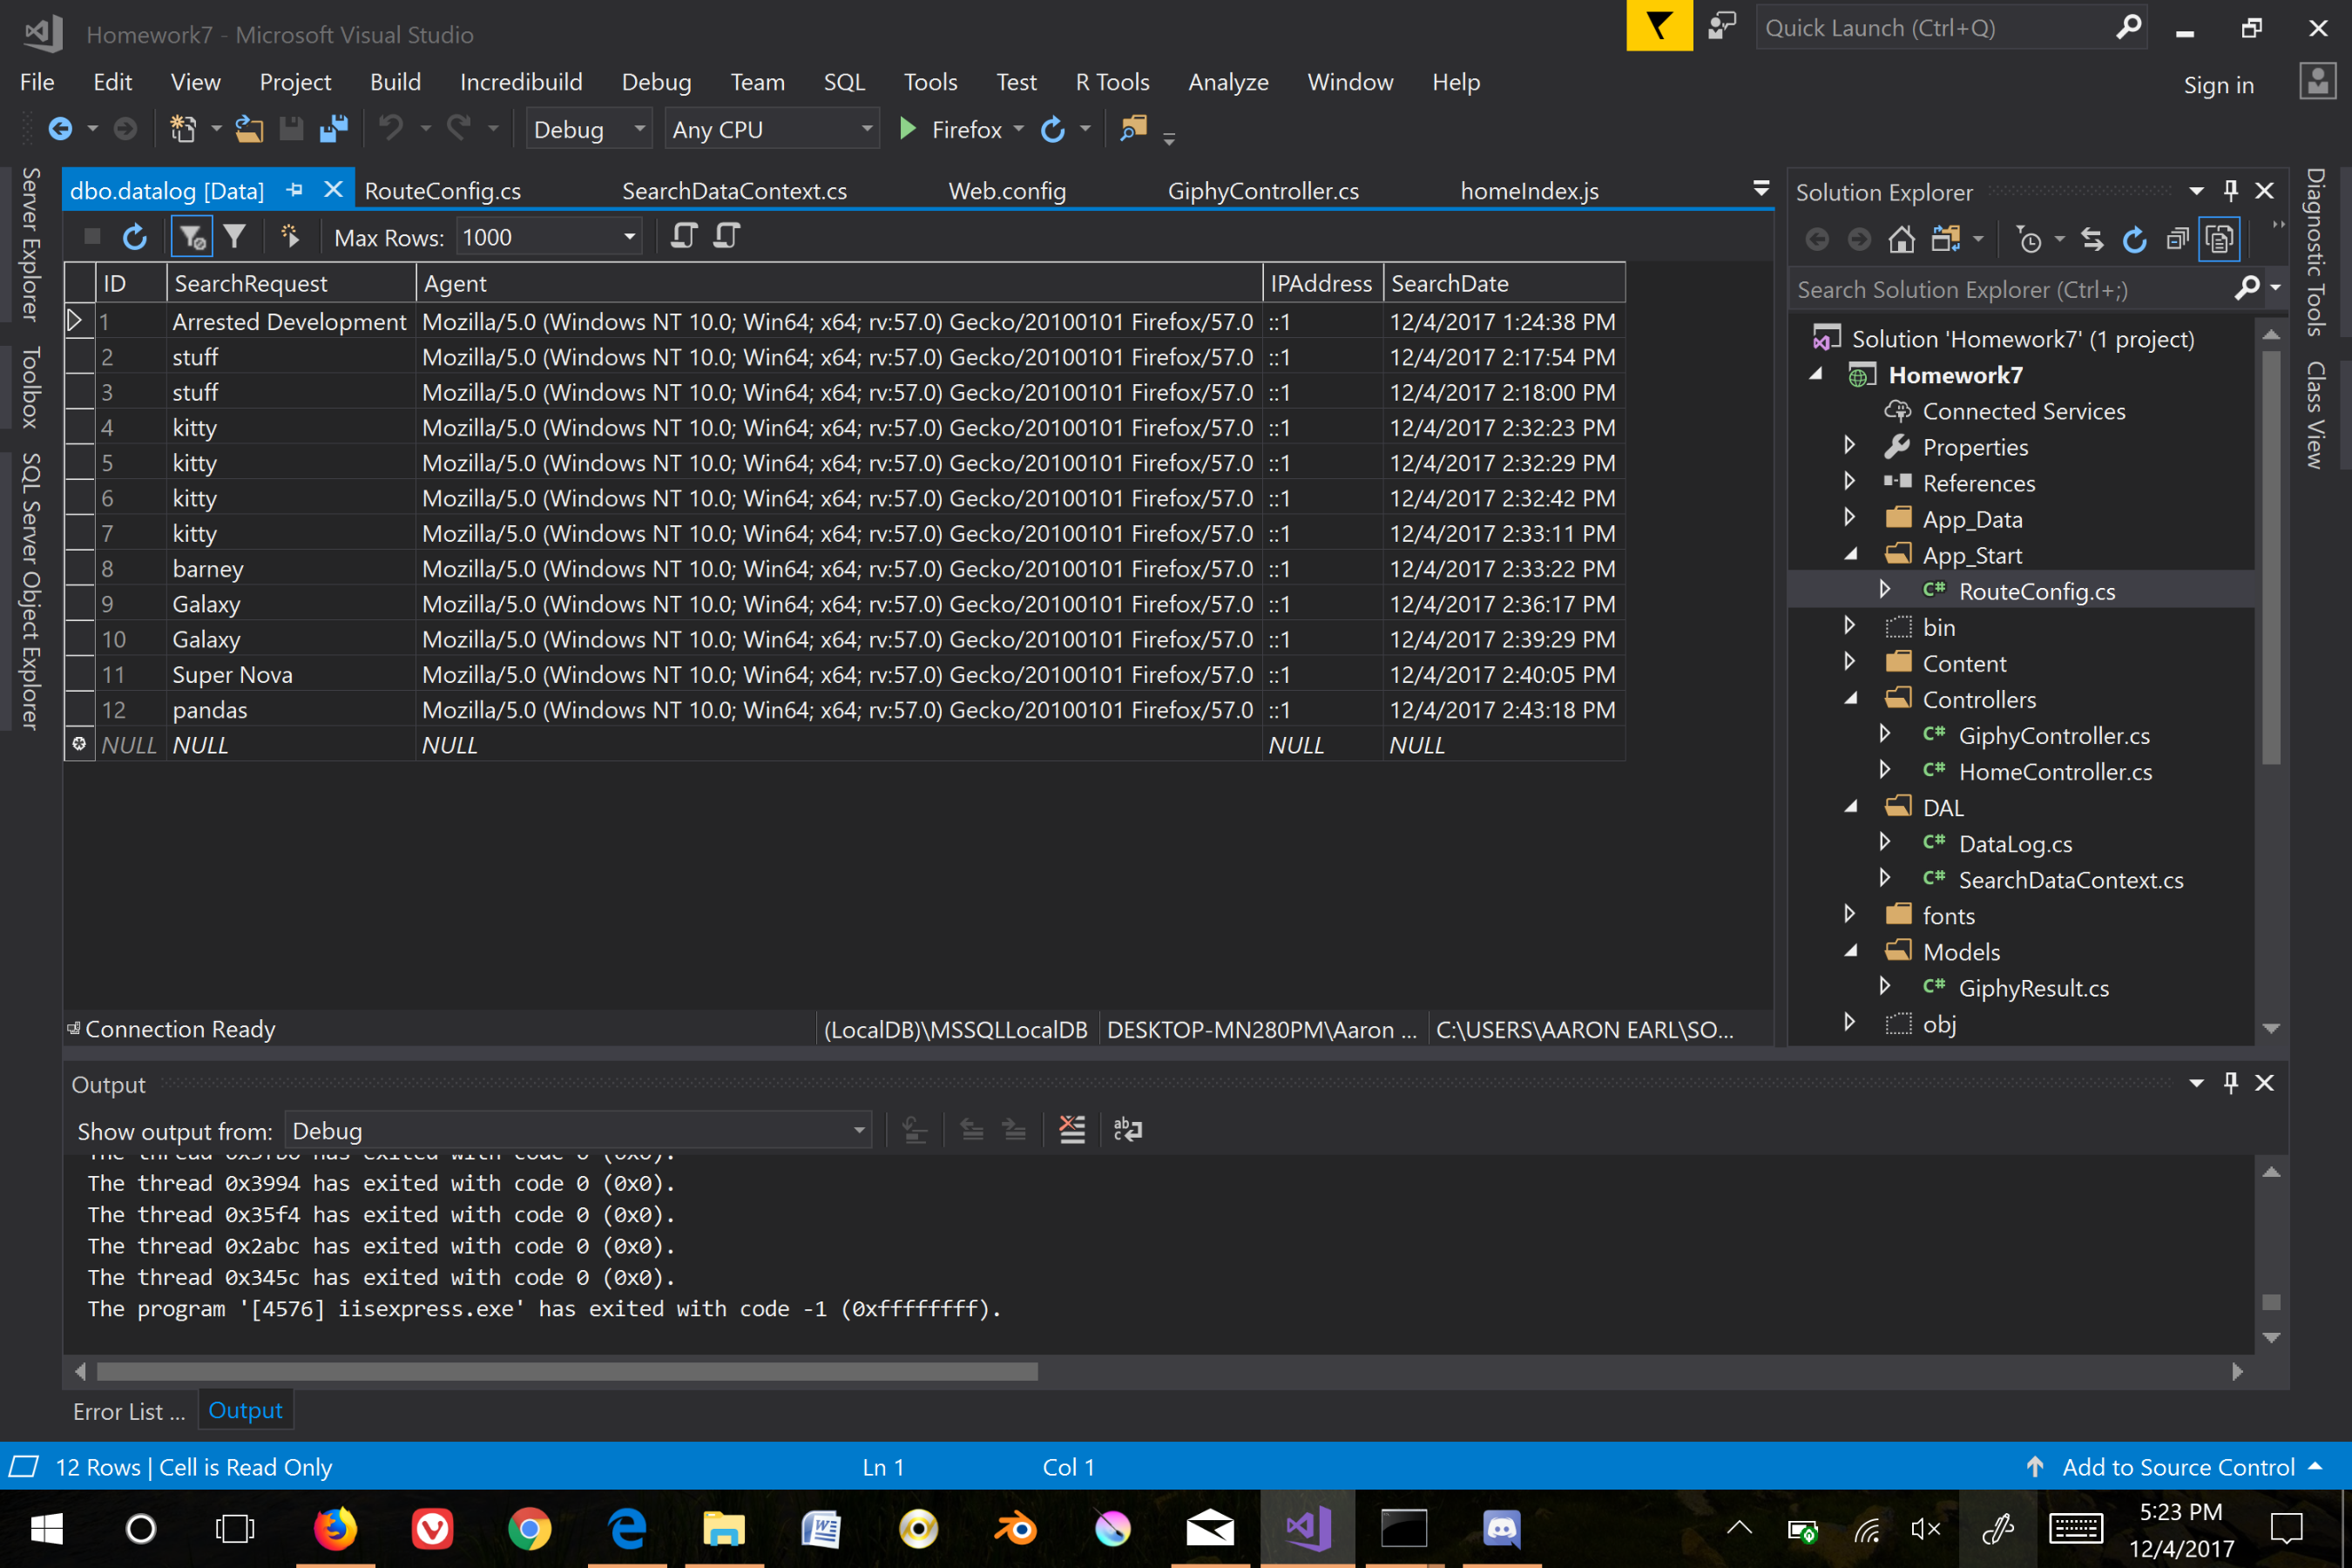 Homework7 - Microsoft Visual Studio
Quick Launch (Ctrl+Q)
File Edit View Project Build Incredibuild Debug Team SQL Tools Test R Tools Analyze Window Help
Sign in
Debug Any CPU Firefox
Server Explorer
Toolbox
SQL Server Object Explorer
dbo.datalog [Data] RouteConfig.cs SearchDataContext.cs Web.config GiphyController.cs homeIndex.js
Max Rows: 1000
ID SearchRequest Agent IPAddress SearchDate
1 Arrested Development Mozilla/5.0 (Windows NT 10.0; Win64; x64; rv:57.0) Gecko/20100101 Firefox/57.0 ::1 12/4/2017 1:24:38 PM
2 stuff Mozilla/5.0 (Windows NT 10.0; Win64; x64; rv:57.0) Gecko/20100101 Firefox/57.0 ::1 12/4/2017 2:17:54 PM
3 stuff Mozilla/5.0 (Windows NT 10.0; Win64; x64; rv:57.0) Gecko/20100101 Firefox/57.0 ::1 12/4/2017 2:18:00 PM
4 kitty Mozilla/5.0 (Windows NT 10.0; Win64; x64; rv:57.0) Gecko/20100101 Firefox/57.0 ::1 12/4/2017 2:32:23 PM
5 kitty Mozilla/5.0 (Windows NT 10.0; Win64; x64; rv:57.0) Gecko/20100101 Firefox/57.0 ::1 12/4/2017 2:32:29 PM
6 kitty Mozilla/5.0 (Windows NT 10.0; Win64; x64; rv:57.0) Gecko/20100101 Firefox/57.0 ::1 12/4/2017 2:32:42 PM
7 kitty Mozilla/5.0 (Windows NT 10.0; Win64; x64; rv:57.0) Gecko/20100101 Firefox/57.0 ::1 12/4/2017 2:33:11 PM
8 barney Mozilla/5.0 (Windows NT 10.0; Win64; x64; rv:57.0) Gecko/20100101 Firefox/57.0 ::1 12/4/2017 2:33:22 PM
9 Galaxy Mozilla/5.0 (Windows NT 10.0; Win64; x64; rv:57.0) Gecko/20100101 Firefox/57.0 ::1 12/4/2017 2:36:17 PM
10 Galaxy Mozilla/5.0 (Windows NT 10.0; Win64; x64; rv:57.0) Gecko/20100101 Firefox/57.0 ::1 12/4/2017 2:39:29 PM
11 Super Nova Mozilla/5.0 (Windows NT 10.0; Win64; x64; rv:57.0) Gecko/20100101 Firefox/57.0 ::1 12/4/2017 2:40:05 PM
12 pandas Mozilla/5.0 (Windows NT 10.0; Win64; x64; rv:57.0) Gecko/20100101 Firefox/57.0 ::1 12/4/2017 2:43:18 PM
NULL NULL NULL NULL NULL
Connection Ready (LocalDB)\MSSQLLocalDB DESKTOP-MN280PM\Aaron ... C:\USERS\AARON EARL\SO...
Solution Explorer
Search Solution Explorer (Ctrl+;)
Solution 'Homework7' (1 project)
Homework7
Connected Services
Properties
References
App_Data
App_Start
C# RouteConfig.cs
bin
Content
Controllers
C# GiphyController.cs
C# HomeController.cs
DAL
C# DataLog.cs
C# SearchDataContext.cs
fonts
Models
C# GiphyResult.cs
obj
Diagnostic Tools
Class View
Output
Show output from: Debug
has exited with code 0 (0x0).
The thread 0x3994 has exited with code 0 (0x0).
The thread 0x35f4 has exited with code 0 (0x0).
The thread 0x2abc has exited with code 0 (0x0).
The thread 0x345c has exited with code 0 (0x0).
The program '[4576] iisexpress.exe' has exited with code -1 (0xffffffff).
Error List ... Output
12 Rows | Cell is Read Only Ln 1 Col 1 Add to Source Control
5:23 PM
12/4/2017